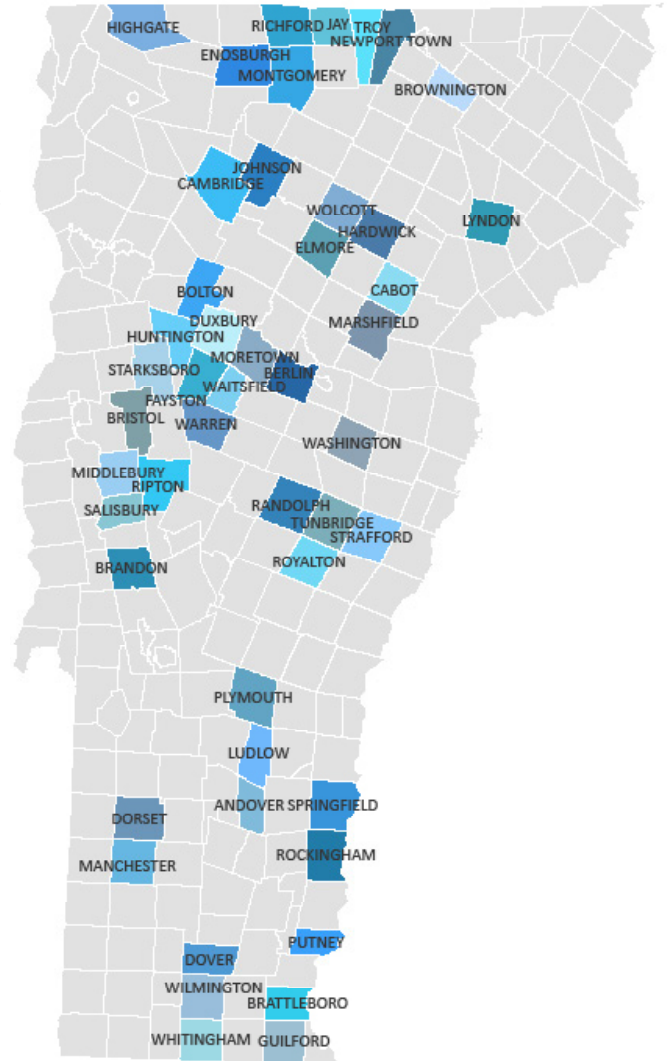 HIGHGATE
RICHFORD
JAY
TROY
NEWPORT TOWN
ENOSBURGH
MONTGOMERY
BROWNINGTON
JOHNSON
CAMBRIDGE
WOLCOTT
LYNDON
HARDWICK
ELMORE
BOLTON
CABOT
DUXBURY
MARSHFIELD
HUNTINGTON
MORETOWN
STARKSBORO
BERLIN
WAITSFIELD
FAYSTON
BRISTOL
WARREN
WASHINGTON
MIDDLEBURY
RIPTON
SALISBURY
RANDOLPH
TUNBRIDGE
STRAFFORD
BRANDON
ROYALTON
PLYMOUTH
LUDLOW
ANDOVER
SPRINGFIELD
DORSET
ROCKINGHAM
MANCHESTER
PUTNEY
DOVER
WILMINGTON
BRATTLEBORO
WHITINGHAM
GUILFORD